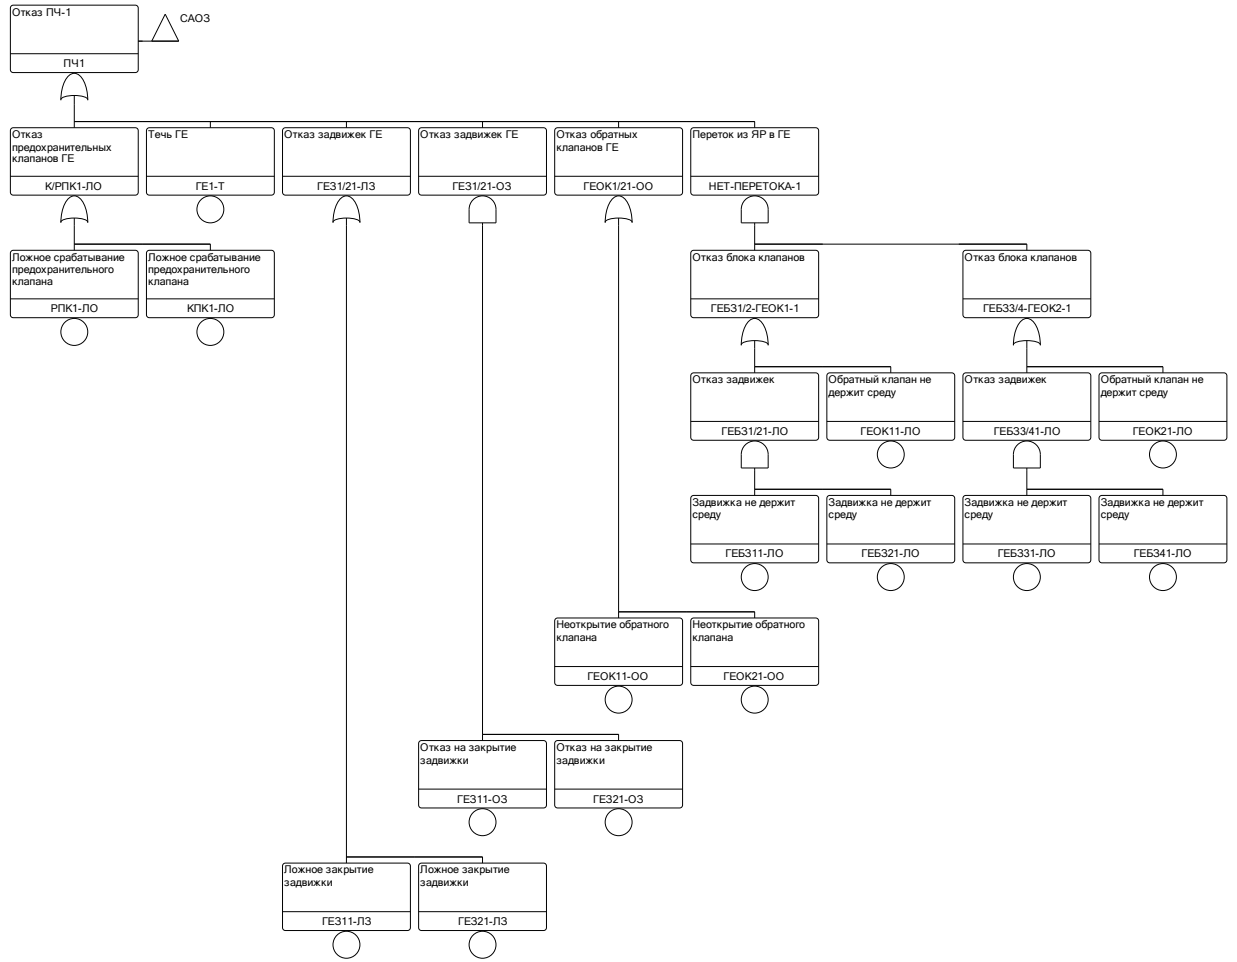 Отказ ПЧ-1
САОЗ
ПЧ1
Отказ
предохранительных
клапанов ГЕ
К/РПК1-ЛО
Течь ГЕ
ГЕ1-Т
Отказ задвижек ГЕ
ГЕЗ1/21-ЛЗ
Отказ задвижек ГЕ
ГЕЗ1/21-ОЗ
Отказ обратных
клапанов ГЕ
ГЕОК1/21-ОО
Переток из ЯР в ГЕ
НЕТ-ПЕРЕТОКА-1
Ложное срабатывание
предохранительного
клапана
РПК1-ЛО
Ложное срабатывание
предохранительного
клапана
КПК1-ЛО
Отказ блока клапанов
ГЕБЗ1/2-ГЕОК1-1
Отказ блока клапанов
ГЕБЗ3/4-ГЕОК2-1
Отказ задвижек
ГЕБЗ1/21-ЛО
Обратный клапан не
держит среду
ГЕОК11-ЛО
Отказ задвижек
ГЕБЗ3/41-ЛО
Обратный клапан не
держит среду
ГЕОК21-ЛО
Задвижка не держит
среду
ГЕБЗ11-ЛО
Задвижка не держит
среду
ГЕБЗ21-ЛО
Задвижка не держит
среду
ГЕБЗ31-ЛО
Задвижка не держит
среду
ГЕБЗ41-ЛО
Неоткрытие обратного
клапана
ГЕОК11-ОО
Неоткрытие обратного
клапана
ГЕОК21-ОО
Отказ на закрытие
задвижки
ГЕЗ11-ОЗ
Отказ на закрытие
задвижки
ГЕЗ21-ОЗ
Ложное закрытие
задвижки
ГЕЗ11-ЛЗ
Ложное закрытие
задвижки
ГЕЗ21-ЛЗ